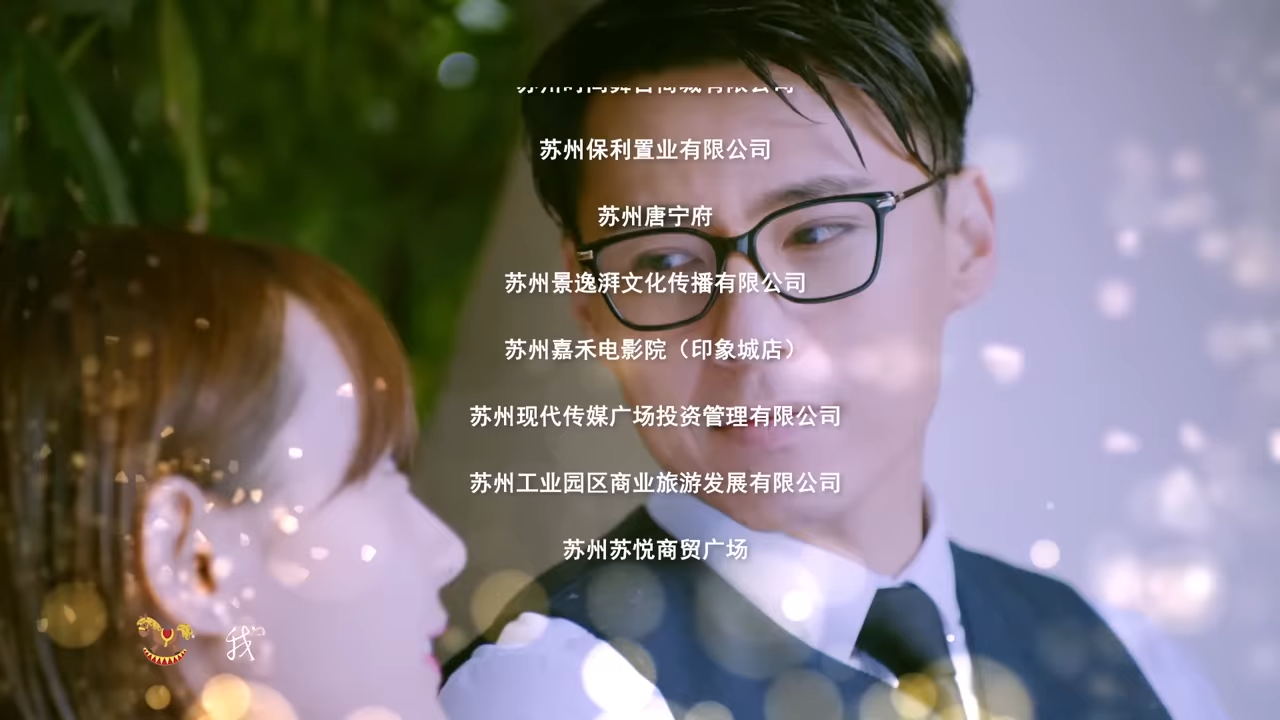 苏州保利置业有限公司
苏州唐宁府
苏州景逸湃文化传播有限公司
苏州嘉禾电影院（印象城店）
苏州现代传媒广场投资管理有限公司
苏州工业园区商业旅游发展有限公司
苏州苏悦商贸广场
我